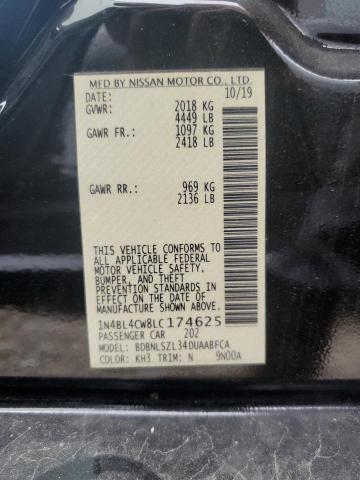 MFD BY NISSAN MOTOR CO., LTD.
DATE: 10/19
GVWR: 2018 KG
4449 LB
GAWR FR.: 1097 KG
2418 LB
GAWR RR.: 969 KG
2136 LB
THIS VEHICLE CONFORMS TO
ALL APPLICABLE FEDERAL
MOTOR VEHICLE SAFETY,
BUMPER, AND THEFT
PREVENTION STANDARDS IN
EFFECT ON THE DATE OF
MANUFACTURE SHOWN ABOVE.
1N4BL4CW8LC174625
PASSENGER CAR 202
MODEL: BDBNLSZL34DUAABFCA
COLOR: KH3 TRIM: N 9N00A